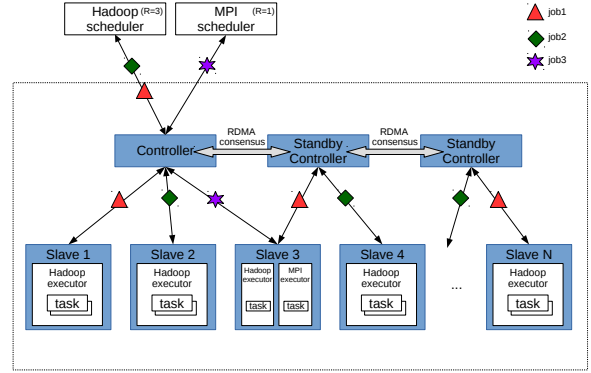 Hadoop (R=3)
scheduler
MPI (R=1)
scheduler
job1
job2
job3
Controller
RDMA
consensus
Standby
Controller
RDMA
consensus
Standby
Controller
Slave 1
Hadoop
executor
task
Slave 2
Hadoop
executor
task
Slave 3
Hadoop
executor
task
MPI
executor
task
Slave 4
Hadoop
executor
task
...
Slave N
Hadoop
executor
task